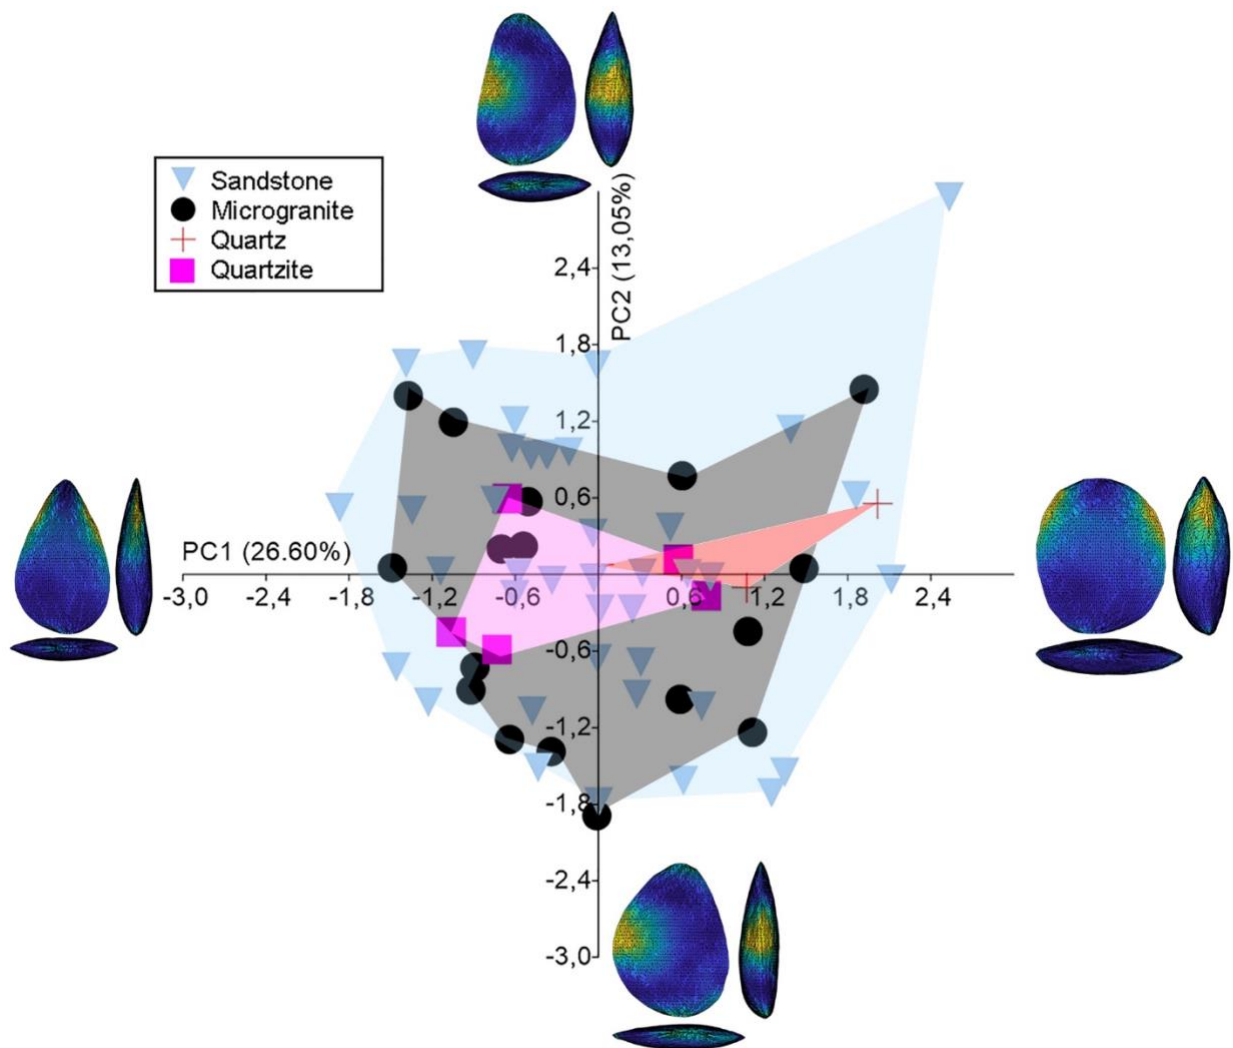 Sandstone
Microgranite
Quartz
Quartzite
PC2 (13,05%)
2,4
1,8
1,2
0,6
PC1 (26.60%)
-3,0 -2,4 -1,8 -1,2 -0,6 0,6 1,2 1,8 2,4
-0,6
-1,2
-1,8
-2,4
-3,0